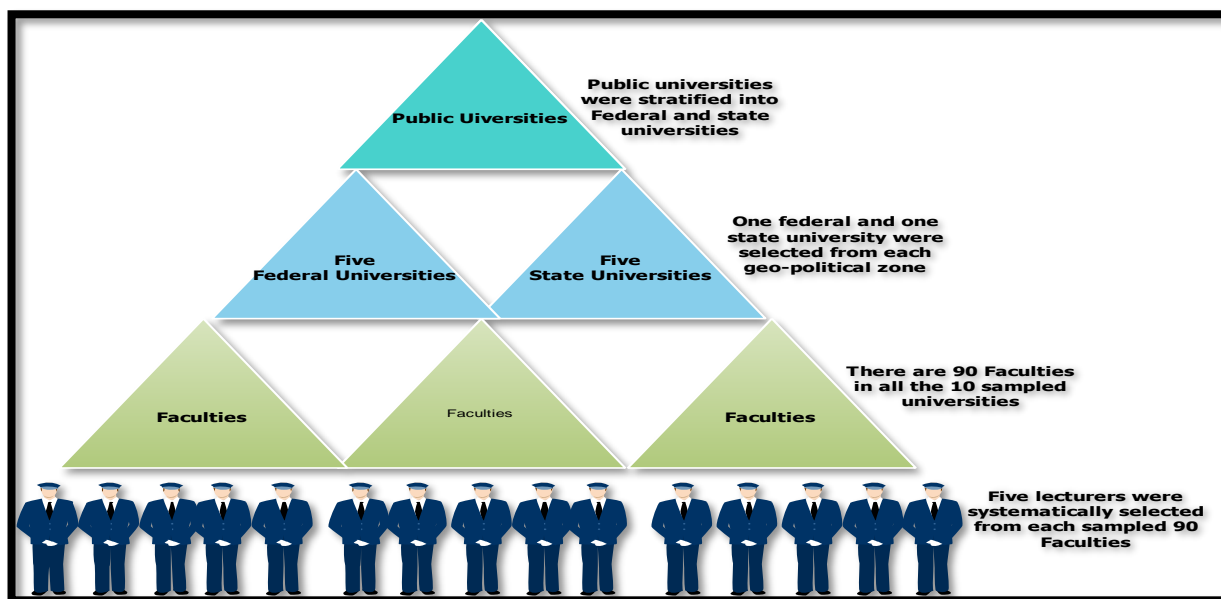 Public universities
were stratified into
Federal and state
universities
Public Uiversities
One federal and one
state university were
selected from each
geo-political zone
Five
Federal Universities
Five
State Universities
There are 90 Faculties
in all the 10 sampled
universities
Faculties
Faculties
Faculties
Five lecturers were
systematically selected
from each sampled 90
Faculties